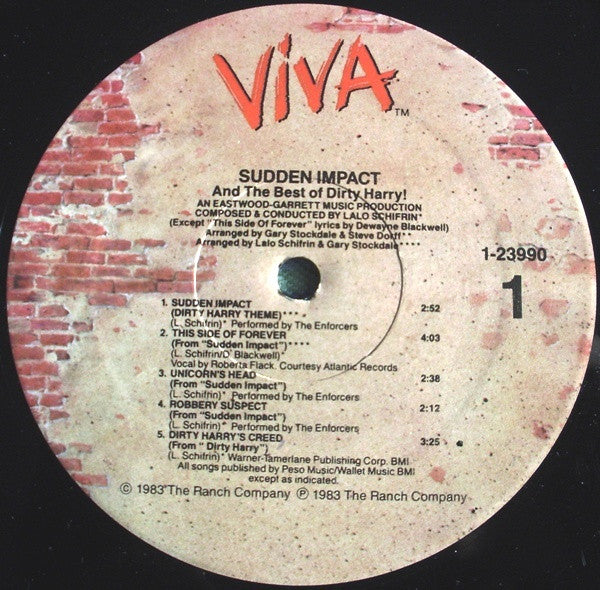 ViVA
TM
SUDDEN IMPACT
And The Best of Dirty Harry!
AN EASTWOOD-GARRETT MUSIC PRODUCTION
COMPOSED & CONDUCTED BY LALO SCHIFRIN*
(Except "This Side Of Forever" lyrics by Dewayne Blackwell)
Arranged by Gary Stockdale & Steve Dorff**
Arranged by Lalo Schifrin & Gary Stockdale****
1-23990
1
1. SUDDEN IMPACT
(DIRTY HARRY THEME)**** 2:52
(L. Schifrin)* Performed by The Enforcers
2. THIS SIDE OF FOREVER 4:03
(From "Sudden Impact")****
(L. Schifrin/D. Blackwell)*
Vocal by Roberta Flack. Courtesy Atlantic Records
3. UNICORN'S HEAD 2:38
(From "Sudden Impact")
(L. Schifrin)* Performed by The Enforcers
4. ROBBERY SUSPECT 2:12
(From "Sudden Impact")
(L. Schifrin)* Performed by The Enforcers
5. DIRTY HARRY'S CREED 3:25
(From "Dirty Harry")
(L. Schifrin)* Warner-Tamerlane Publishing Corp. BMI
All songs published by Peso Music/Wallet Music BMI
except as indicated.
© 1983 The Ranch Company ℗ 1983 The Ranch Company